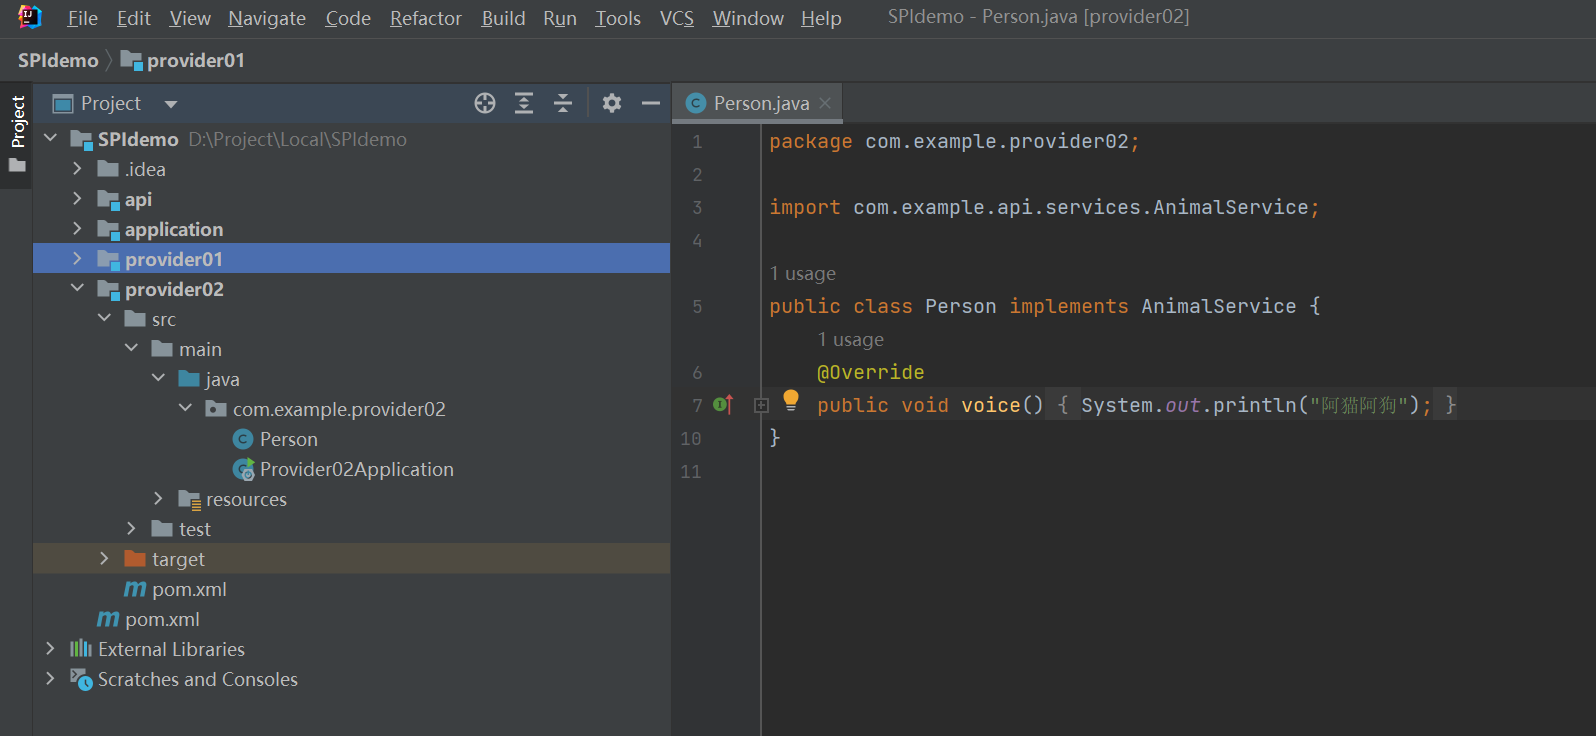 File Edit View Navigate Code Refactor Build Run Tools VCS Window Help SPIdemo - Person.java [provider02]
SPIdemo provider01
Project
Project
SPIdemo D:\Project\Local\SPIdemo
.idea
api
application
provider01
provider02
src
main
java
com.example.provider02
Person
Provider02Application
resources
test
target
pom.xml
pom.xml
External Libraries
Scratches and Consoles
Person.java
1 package com.example.provider02;
2
3 import com.example.api.services.AnimalService;
4
1 usage
5 public class Person implements AnimalService {
1 usage
6 @Override
7 public void voice() { System.out.println("阿猫阿狗"); }
10 }
11